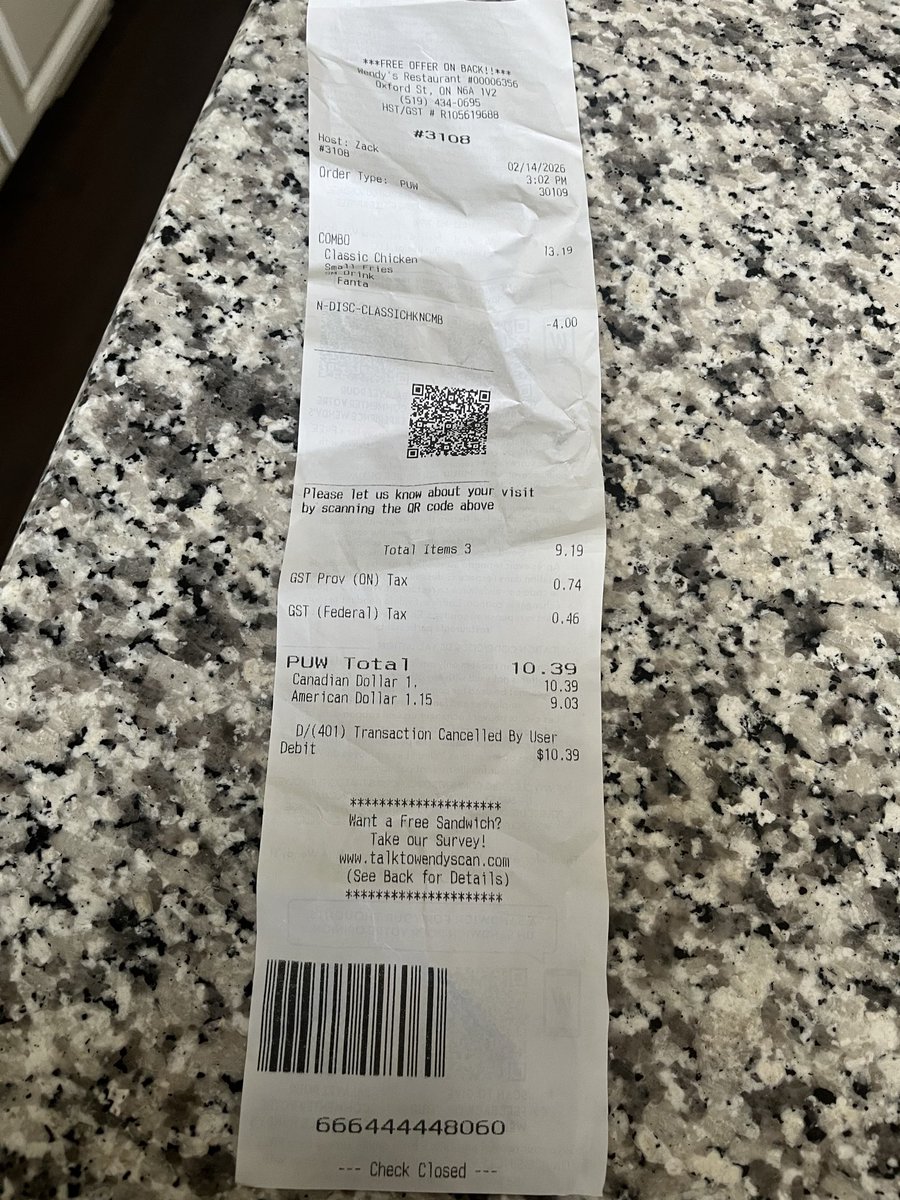 ***FREE OFFER ON BACK!!***
Wendy's Restaurant #00006356
Oxford St, ON N6A 1V2
(519) 434-0695
HST/GST # R105619688
#3108
Host: Zack 02/14/2026
#3108 3:02 PM
30109
Order Type: PUW
COMBO 13.19
Classic Chicken
Small Fries
Drink
Fanta
N-DISC-CLASSICHKNCMB -4.00
Please let us know about your visit
by scanning the QR code above
Total Items 3 9.19
GST Prov (ON) Tax 0.74
GST (Federal) Tax 0.46
PUW Total 10.39
Canadian Dollar 1. 10.39
American Dollar 1.15 9.03
D/(401) Transaction Cancelled By User
Debit $10.39
*********************
Want a Free Sandwich?
Take our Survey!
www.talktowendyscan.com
(See Back for Details)
*********************
666444448060
--- Check Closed ---